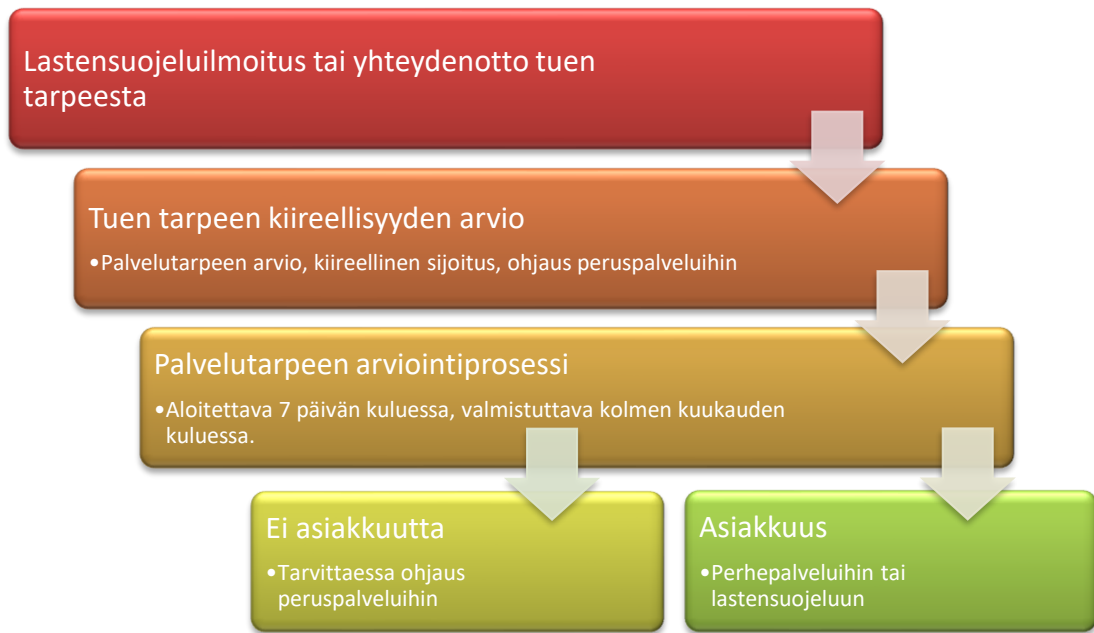 Lastensuojeluilmoitus tai yhteydenotto tuen
tarpeesta
Tuen tarpeen kiireellisyyden arvio
•Palvelutarpeen arvio, kiireellinen sijoitus, ohjaus peruspalveluihin
Palvelutarpeen arviointiprosessi
•Aloitettava 7 päivän kuluessa, valmistuttava kolmen kuukauden
kuluessa.
Ei asiakkuutta
•Tarvittaessa ohjaus
peruspalveluihin
Asiakkuus
•Perhepalveluihin tai
lastensuojeluun